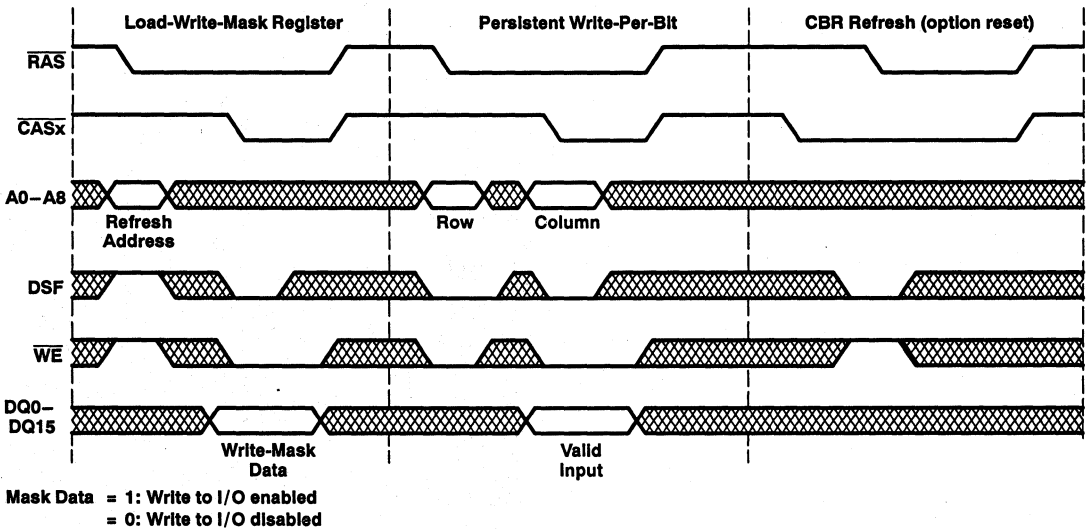 Load-Write-Mask Register
Persistent Write-Per-Bit
CBR Refresh (option reset)
RAS
CASx
A0–A8
Refresh
Address
Row
Column
DSF
WE
DQ0–
DQ15
Write-Mask
Data
Valid
Input
Mask Data = 1: Write to I/O enabled
= 0: Write to I/O disabled